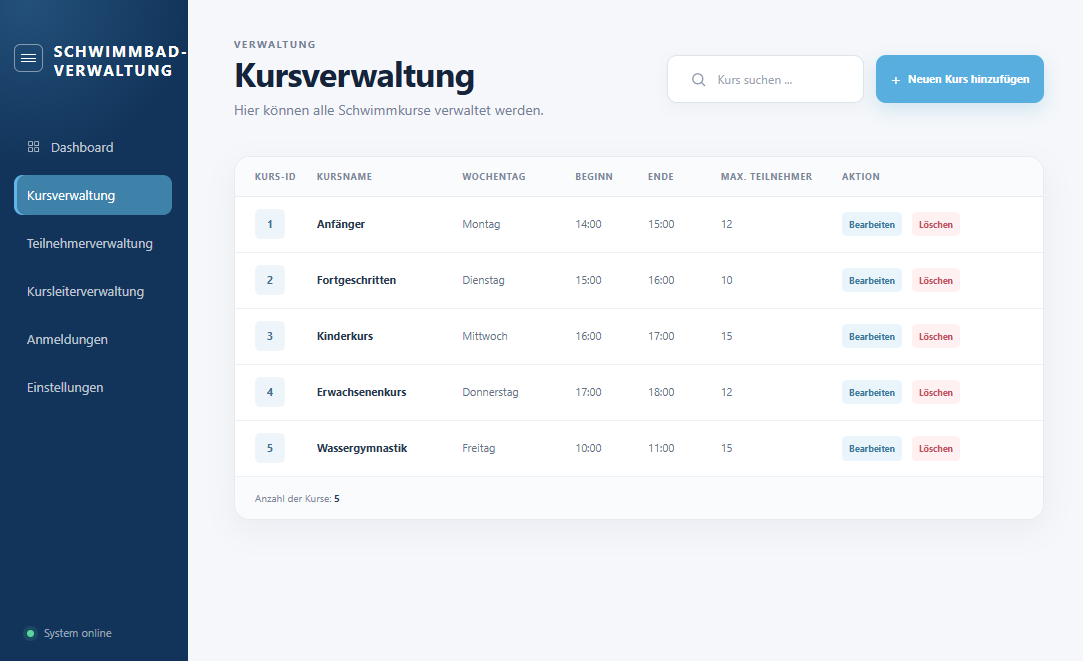 SCHWIMMBAD-
VERWALTUNG
Dashboard
Kursverwaltung
Teilnehmerverwaltung
Kursleiterverwaltung
Anmeldungen
Einstellungen
System online
VERWALTUNG
Kursverwaltung
Hier können alle Schwimmkurse verwaltet werden.
Kurs suchen ...
+ Neuen Kurs hinzufügen
KURS-ID KURSNAME WOCHENTAG BEGINN ENDE MAX. TEILNEHMER AKTION
1 Anfänger Montag 14:00 15:00 12 Bearbeiten Löschen
2 Fortgeschritten Dienstag 15:00 16:00 10 Bearbeiten Löschen
3 Kinderkurs Mittwoch 16:00 17:00 15 Bearbeiten Löschen
4 Erwachsenenkurs Donnerstag 17:00 18:00 12 Bearbeiten Löschen
5 Wassergymnastik Freitag 10:00 11:00 15 Bearbeiten Löschen
Anzahl der Kurse: 5